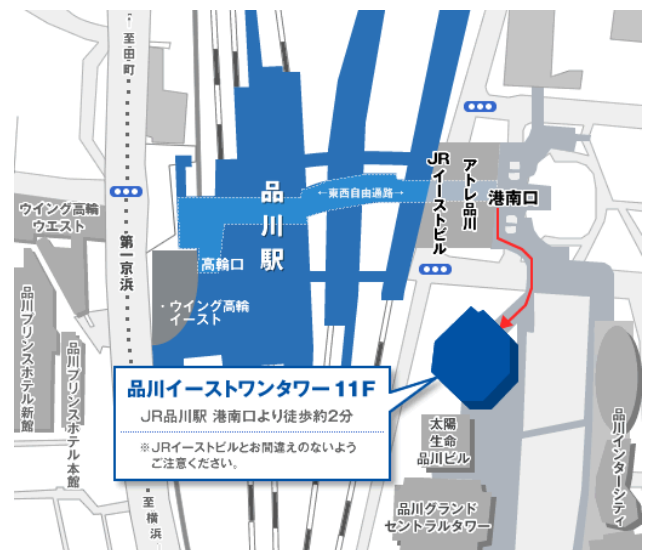 至田町
ウイング高輪
ウエスト
第一京浜
品川駅
←東西自由通路→
JRイーストビル
アトレ品川
港南口
高輪口
・ウイング高輪
イースト
品川プリンスホテル新館
品川プリンスホテル本館
品川イーストワンタワー 11F
JR品川駅 港南口より徒歩約2分
※JRイーストビルとお間違えのないよう
ご注意ください。
太陽
生命
品川ビル
品川インターシティ
品川グランド
セントラルタワー
至横浜